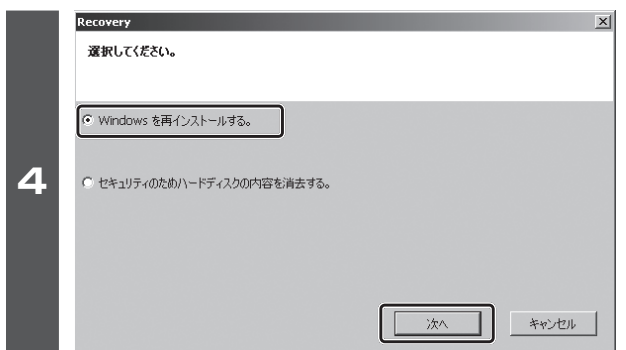 Recovery
選択してください。
Windows を再インストールする。
4
セキュリティのためハードディスクの内容を消去する。
次へ
キャンセル